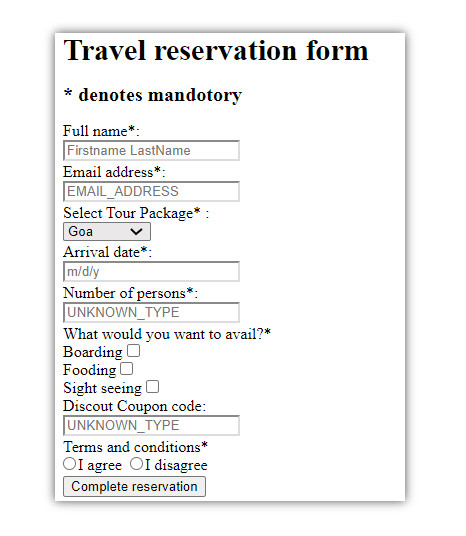 Travel reservation form
* denotes mandotory
Full name*:
Firstname LastName
Email address*:
EMAIL_ADDRESS
Select Tour Package* :
Goa
Arrival date*:
m/d/y
Number of persons*:
UNKNOWN_TYPE
What would you want to avail?*
Boarding
Fooding
Sight seeing
Discout Coupon code:
UNKNOWN_TYPE
Terms and conditions*
I agree I disagree
Complete reservation